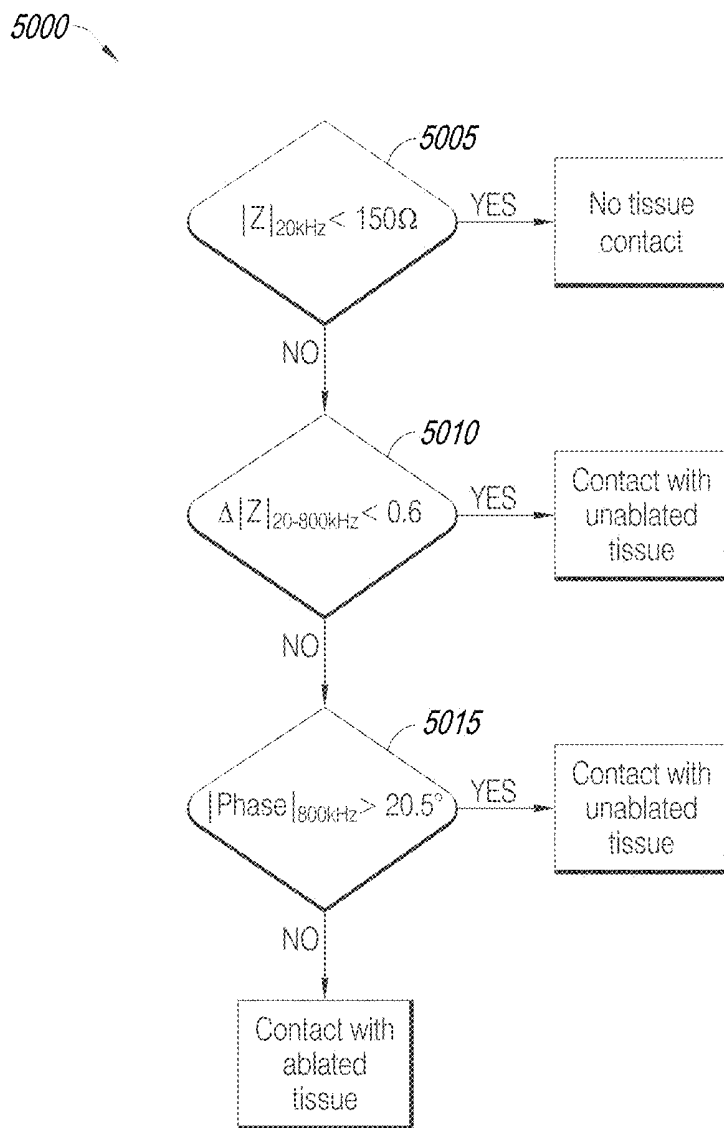 5000
5005
|Z|20kHz < 150Ω
YES
No tissue
contact
NO
5010
Δ|Z|20-800kHz < 0.6
YES
Contact with
unablated
tissue
NO
5015
|Phase|800kHz > 20.5°
YES
Contact with
unablated
tissue
NO
Contact with
ablated
tissue